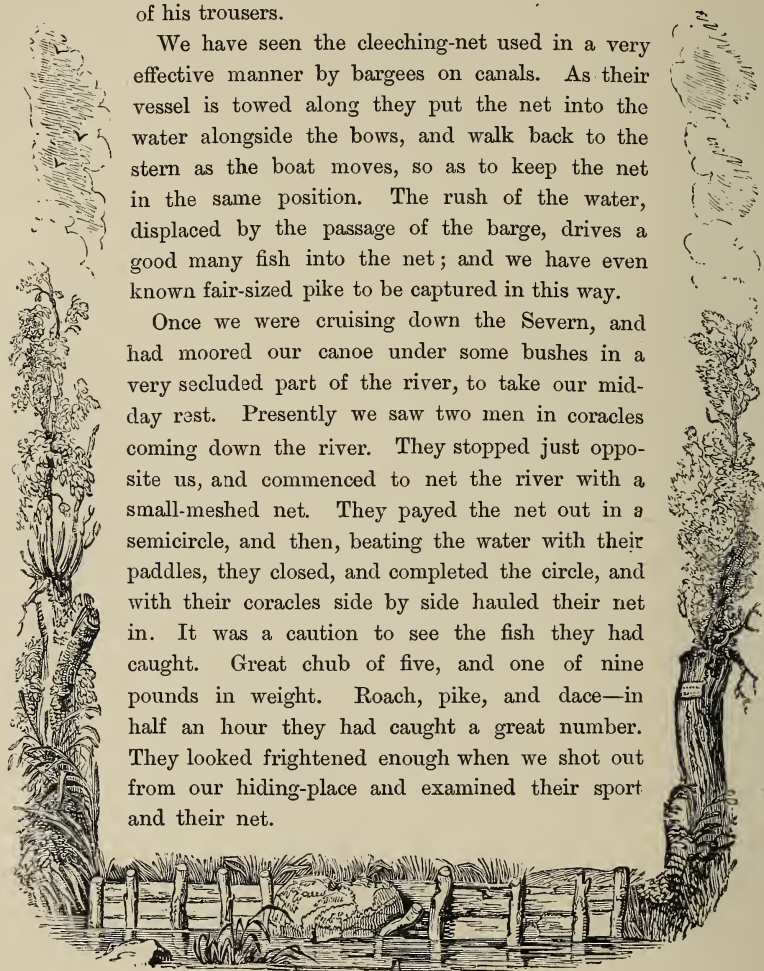 of his trousers.
We have seen the cleeching-net used in a very
effective manner by bargees on canals. As their
vessel is towed along they put the net into the
water alongside the bows, and walk back to the
stern as the boat moves, so as to keep the net
in the same position. The rush of the water,
displaced by the passage of the barge, drives a
good many fish into the net; and we have even
known fair-sized pike to be captured in this way.
Once we were cruising down the Severn, and
had moored our canoe under some bushes in a
very secluded part of the river, to take our mid-
day rest. Presently we saw two men in coracles
coming down the river. They stopped just oppo-
site us, and commenced to net the river with a
small-meshed net. They payed the net out in a
semicircle, and then, beating the water with their
paddles, they closed, and completed the circle, and
with their coracles side by side hauled their net
in. It was a caution to see the fish they had
caught. Great chub of five, and one of nine
pounds in weight. Roach, pike, and dace—in
half an hour they had caught a great number.
They looked frightened enough when we shot out
from our hiding-place and examined their sport
and their net.